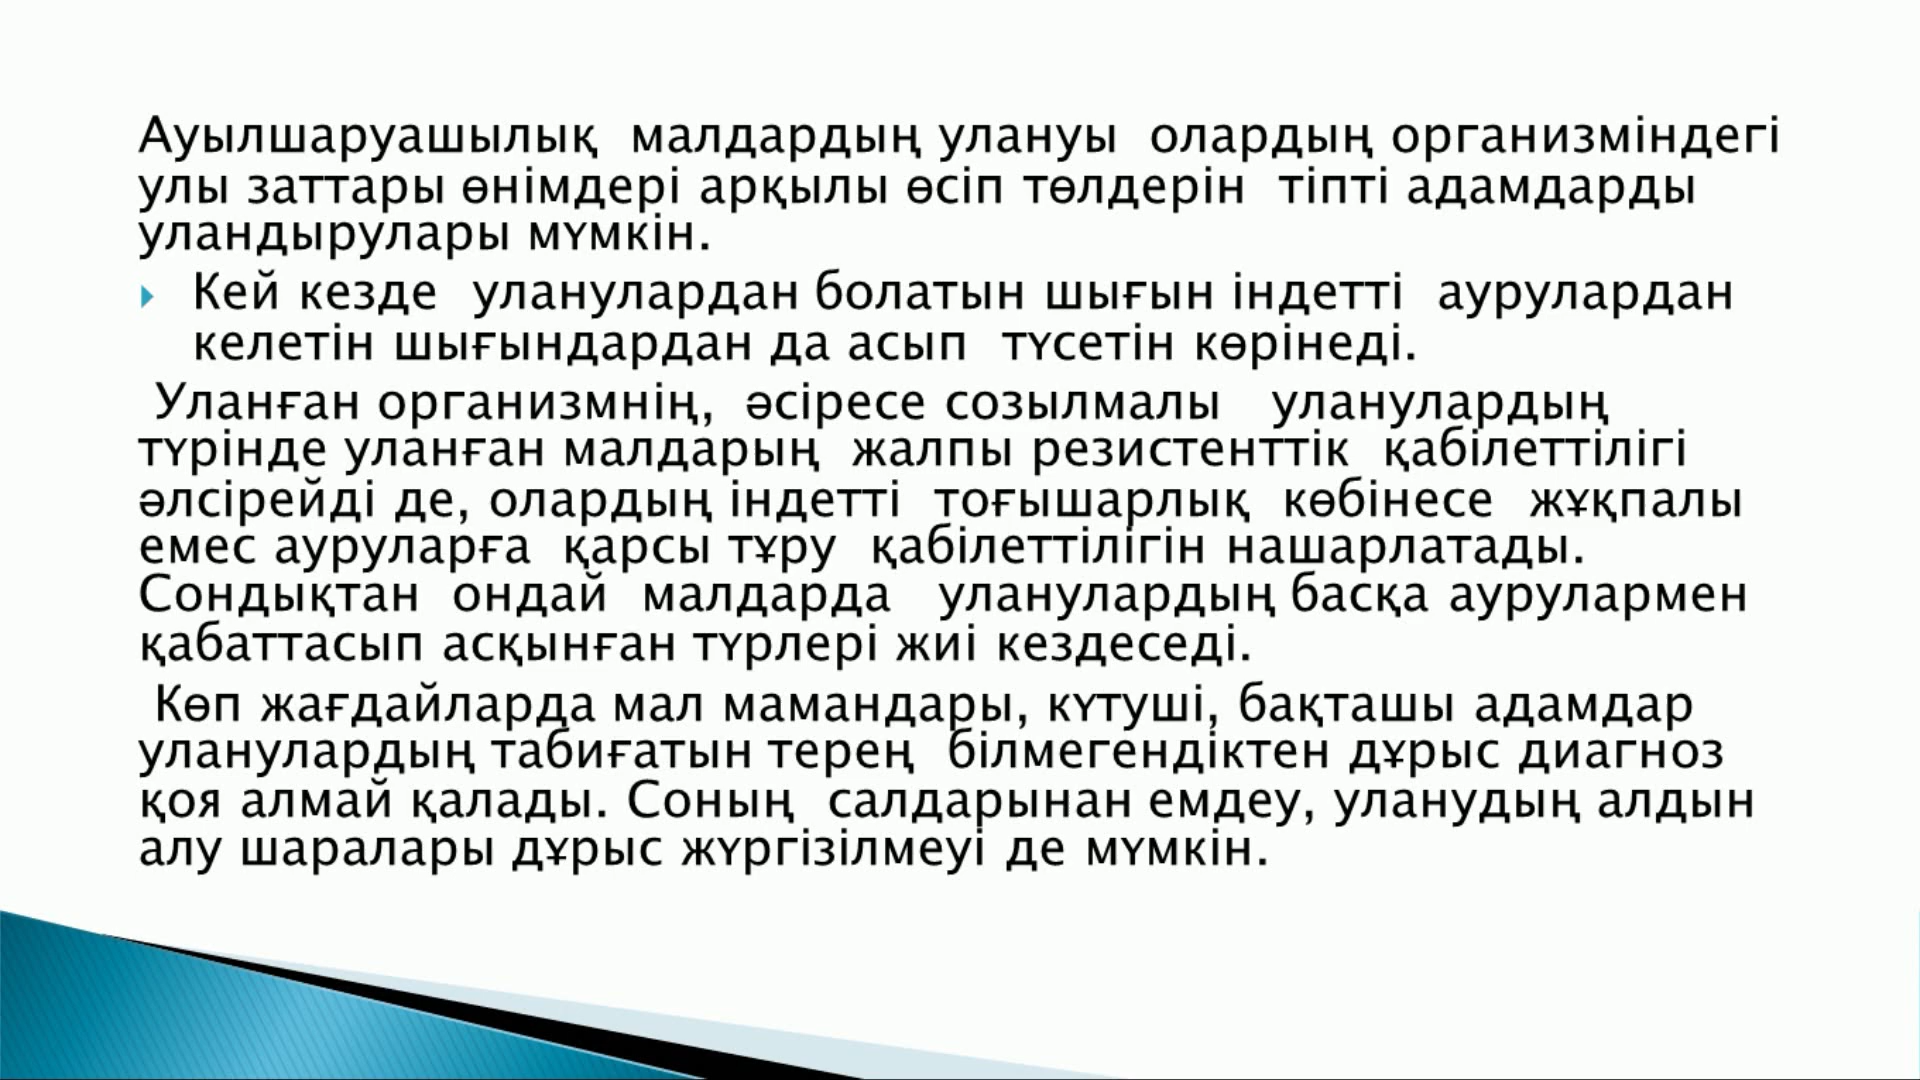 Ауылшаруашылық малдардың улануы олардың организміндегі
улы заттары өнімдері арқылы өсіп төлдерін тіпті адамдарды
уландырулары мүмкін.
Кей кезде уланулардан болатын шығын індетті аурулардан
келетін шығындардан да асып түсетін көрінеді.
Уланған организмнің, әсіресе созылмалы уланулардың
түрінде уланған малдарың жалпы резистенттік қабілеттілігі
әлсірейді де, олардың індетті тоғышарлық көбінесе жұқпалы
емес ауруларға қарсы тұру қабілеттілігін нашарлатады.
Сондықтан ондай малдарда уланулардың басқа аурулармен
қабаттасып асқынған түрлері жиі кездеседі.
Көп жағдайларда мал мамандары, күтуші, бақташы адамдар
уланулардың табиғатын терең білмегендіктен дұрыс диагноз
қоя алмай қалады. Соның салдарынан емдеу, уланудың алдын
алу шаралары дұрыс жүргізілмеуі де мүмкін.